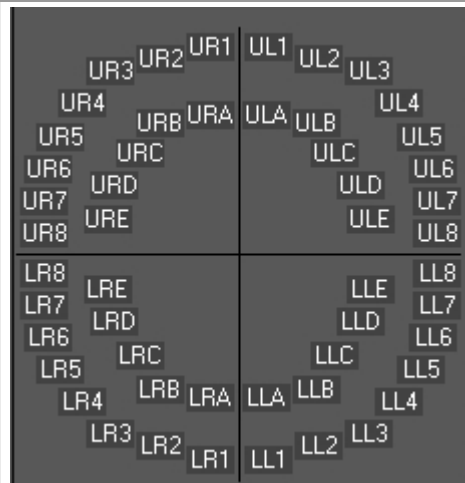 UR1 UL1
UR2 UL2
UR3 UL3
UR4 UL4
URA ULA
URB ULB
UR5 UL5
URC ULC
UR6 UL6
URD ULD
UR7 UL7
URE ULE
UR8 UL8
LR8 LL8
LRE LLE
LR7 LL7
LRD LLD
LR6 LL6
LRC LLC
LR5 LL5
LRB LLB
LRA LLA
LR4 LL4
LR3 LL3
LR2 LL2
LR1 LL1